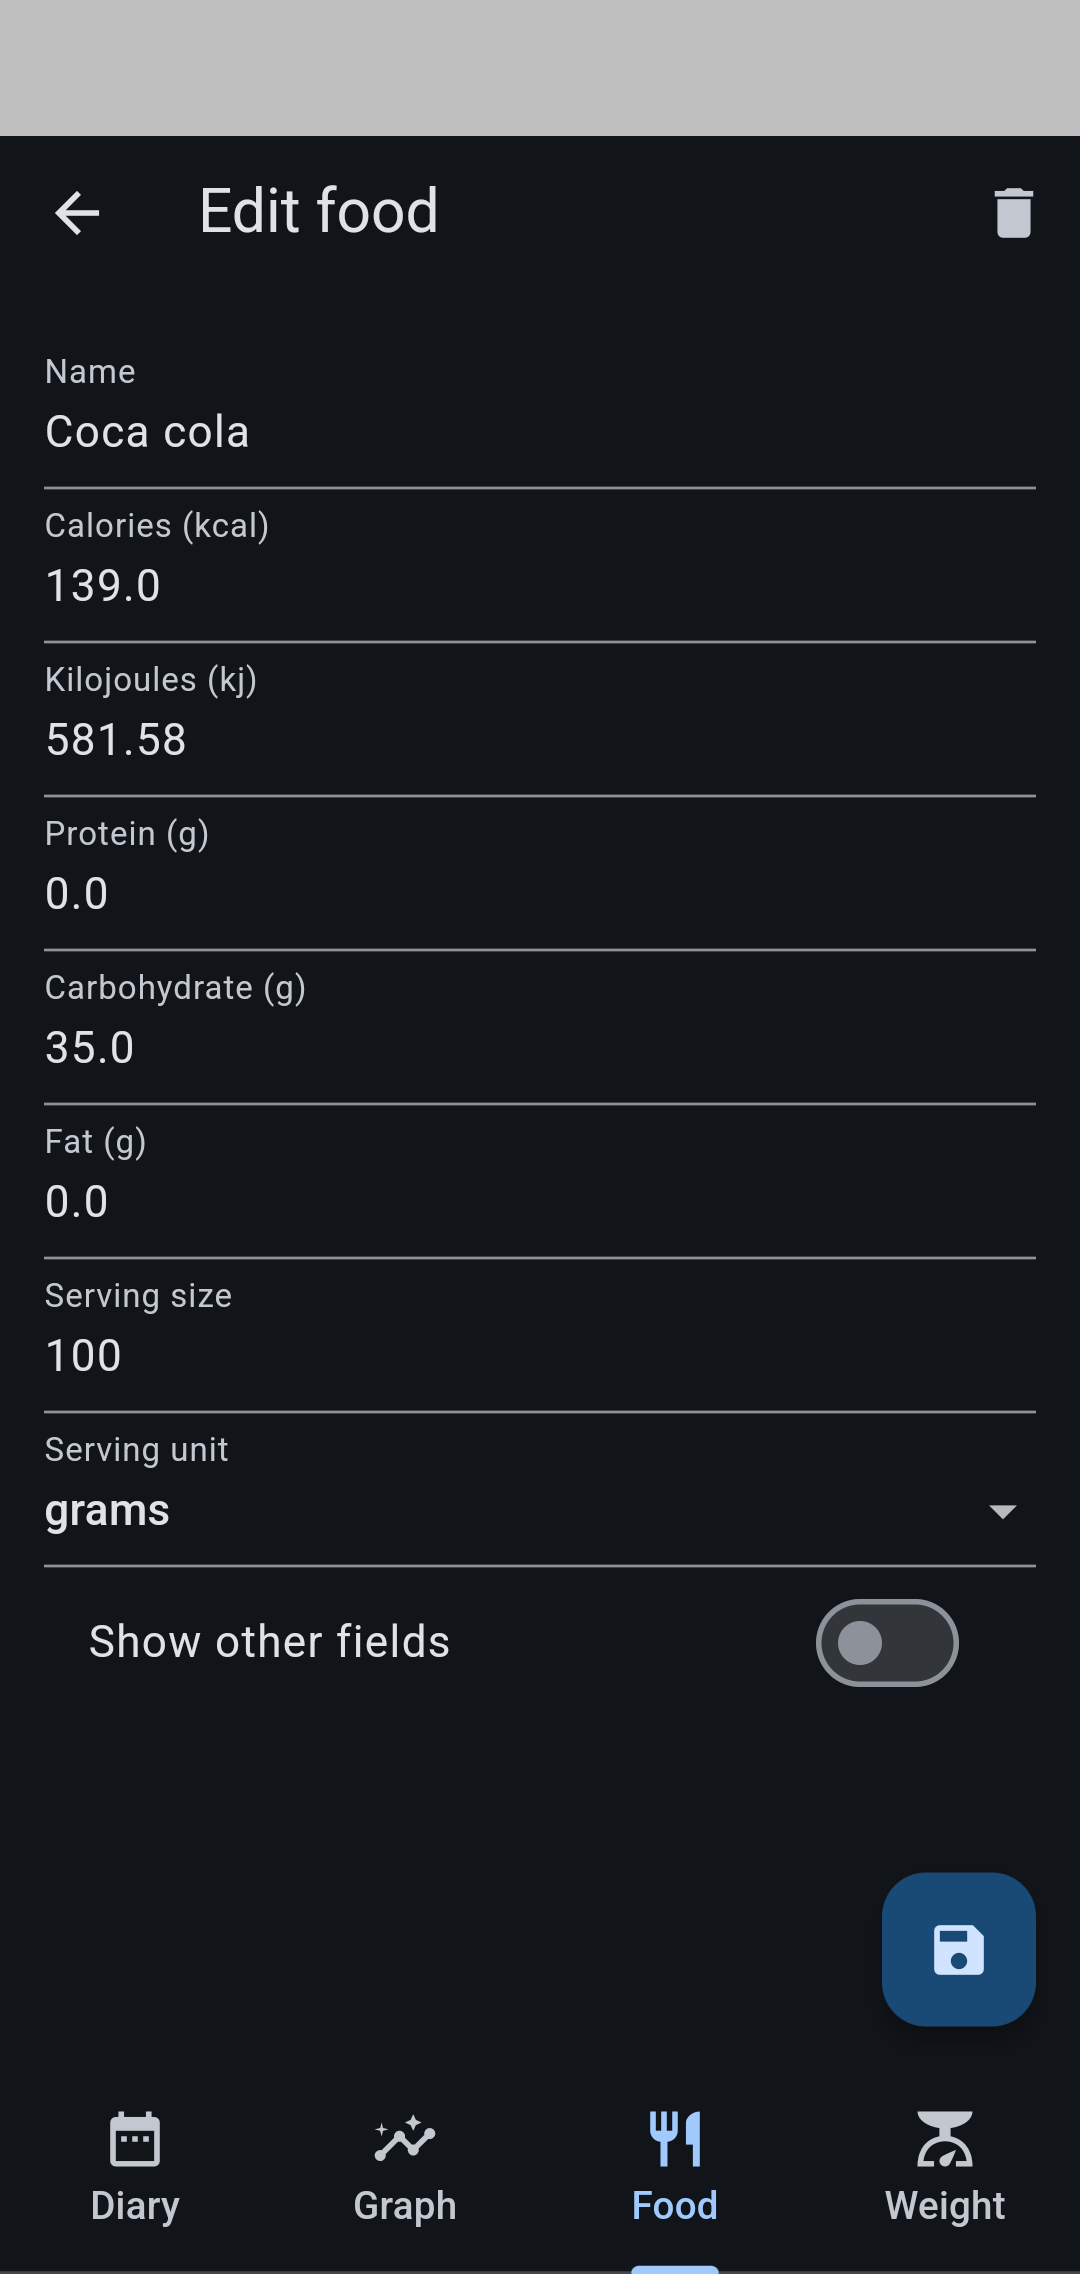 Edit food
Name
Coca cola
Calories (kcal)
139.0
Kilojoules (kj)
581.58
Protein (g)
0.0
Carbohydrate (g)
35.0
Fat (g)
0.0
Serving size
100
Serving unit
grams
Show other fields
Diary
Graph
Food
Weight